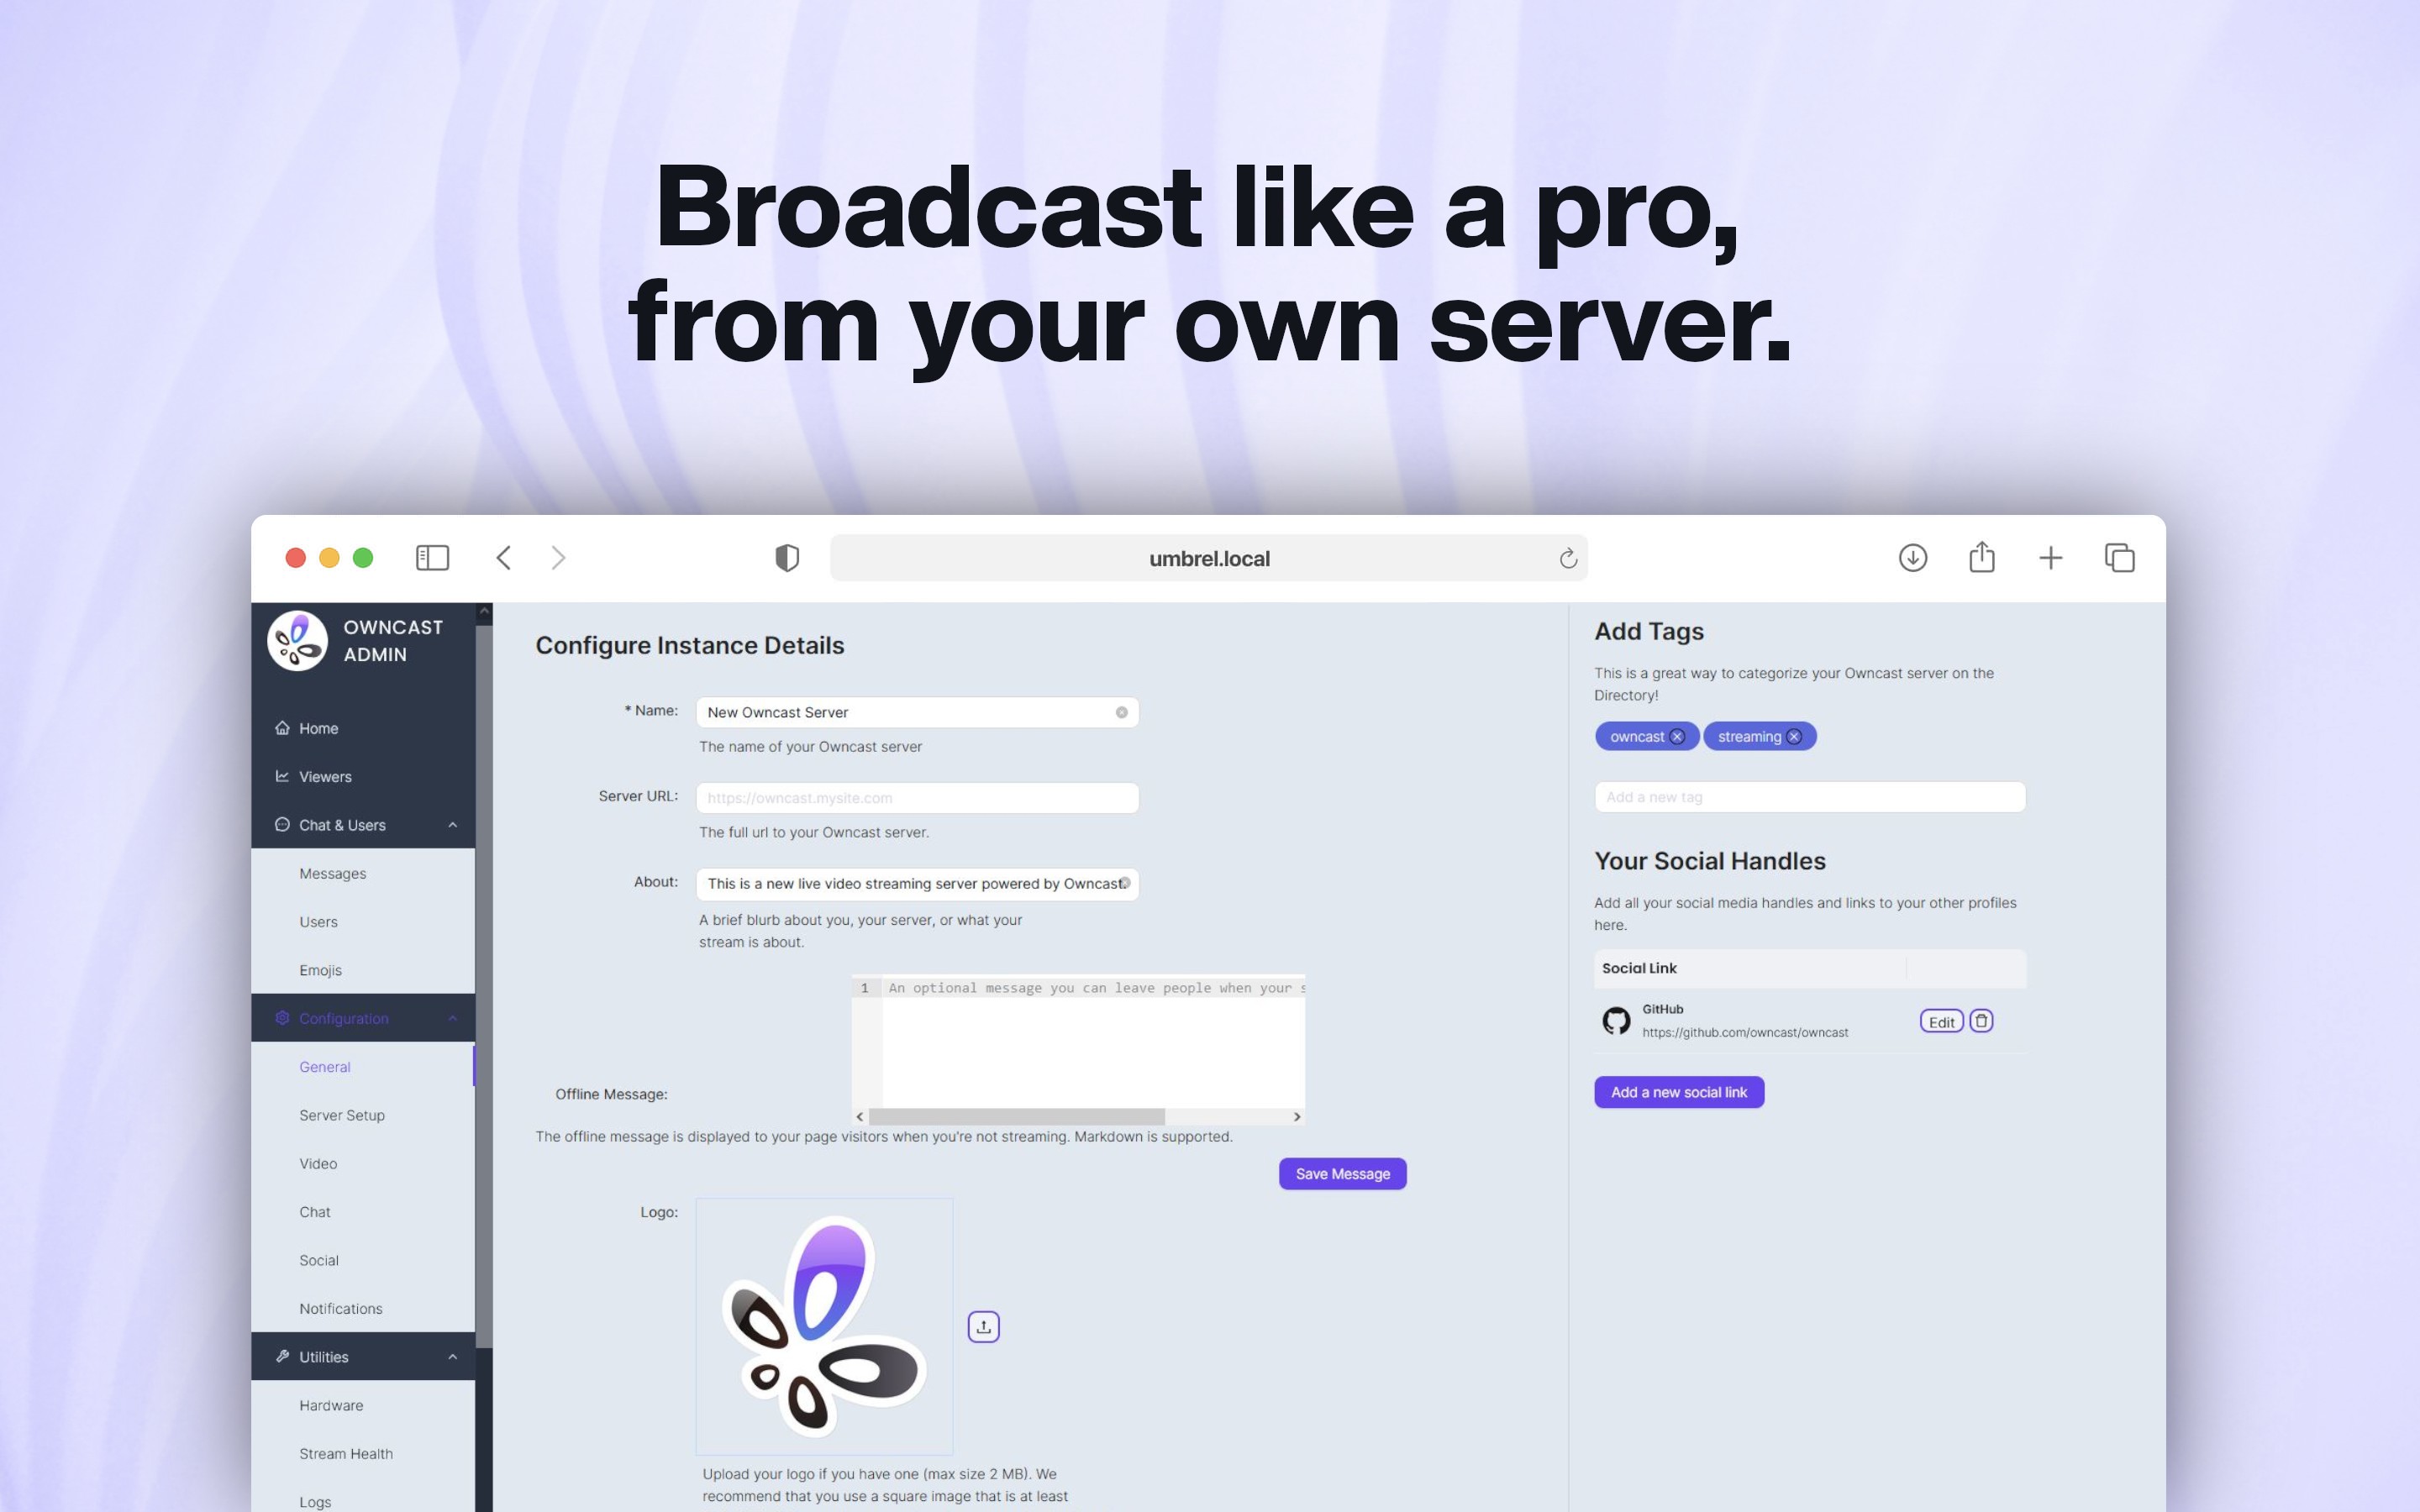 Broadcast like a pro,
from your own server.
umbrel.local
OWNCAST
ADMIN
Home
Viewers
Chat & Users
Messages
Users
Emojis
Configuration
General
Server Setup
Video
Chat
Social
Notifications
Utilities
Hardware
Stream Health
Logs
Configure Instance Details
* Name:
New Owncast Server
The name of your Owncast server
Server URL:
https://owncast.mysite.com
The full url to your Owncast server.
About:
This is a new live video streaming server powered by Owncast.
A brief blurb about you, your server, or what your
stream is about.
1
An optional message you can leave people when your s
Offline Message:
The offline message is displayed to your page visitors when you're not streaming. Markdown is supported.
Save Message
Logo:
Upload your logo if you have one (max size 2 MB). We
recommend that you use a square image that is at least
Add Tags
This is a great way to categorize your Owncast server on the
Directory!
owncast
streaming
Add a new tag
Your Social Handles
Add all your social media handles and links to your other profiles
here.
Social Link
GitHub
https://github.com/owncast/owncast
Edit
Add a new social link